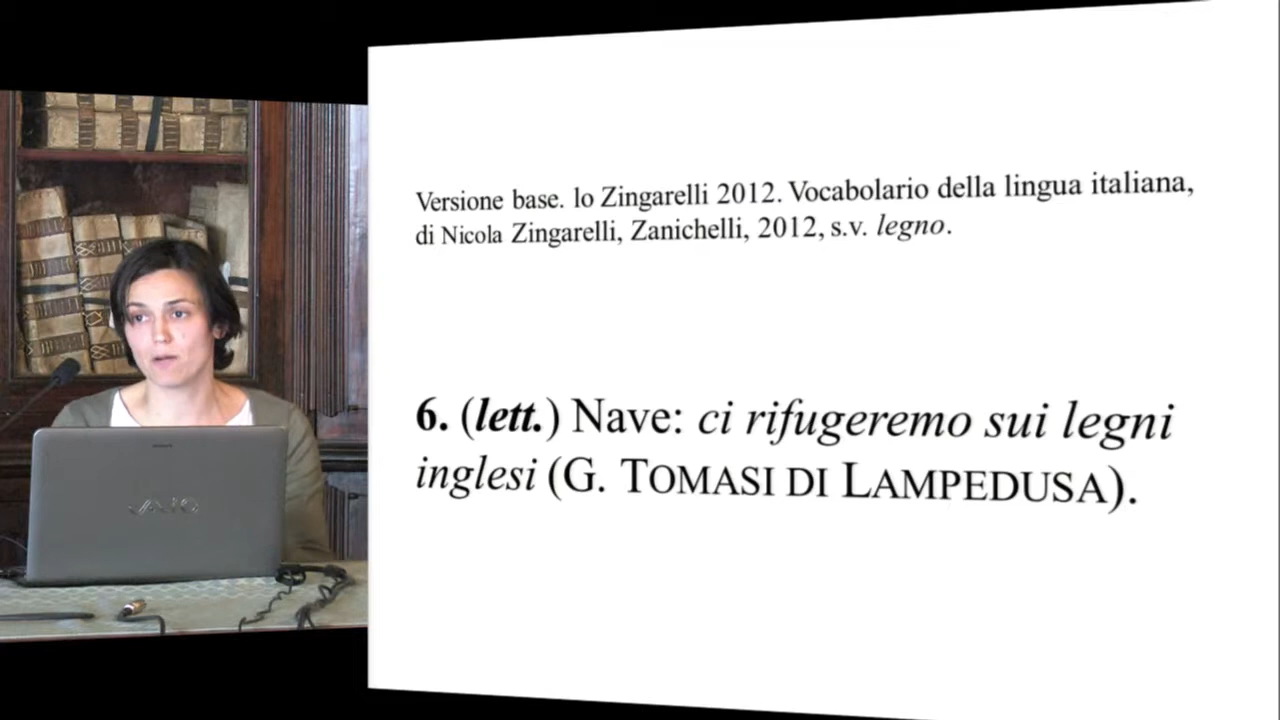 Versione base. lo Zingarelli 2012. Vocabolario della lingua italiana,
di Nicola Zingarelli, Zanichelli, 2012, s.v. legno.
6. (lett.) Nave: ci rifugeremo sui legni
inglesi (G. TOMASI DI LAMPEDUSA).
VAIO